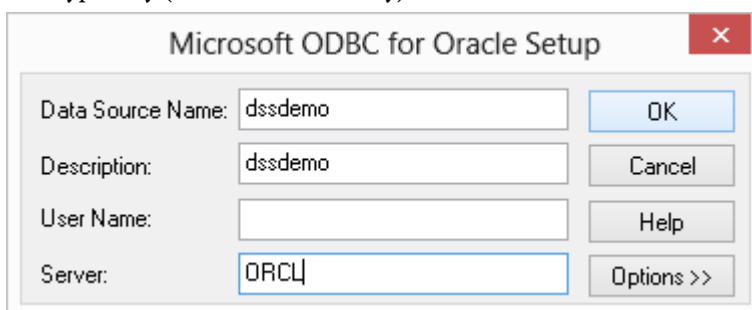 Microsoft ODBC for Oracle Setup
Data Source Name: dssdemo OK
Description: dssdemo Cancel
User Name: Help
Server: ORCL Options >>